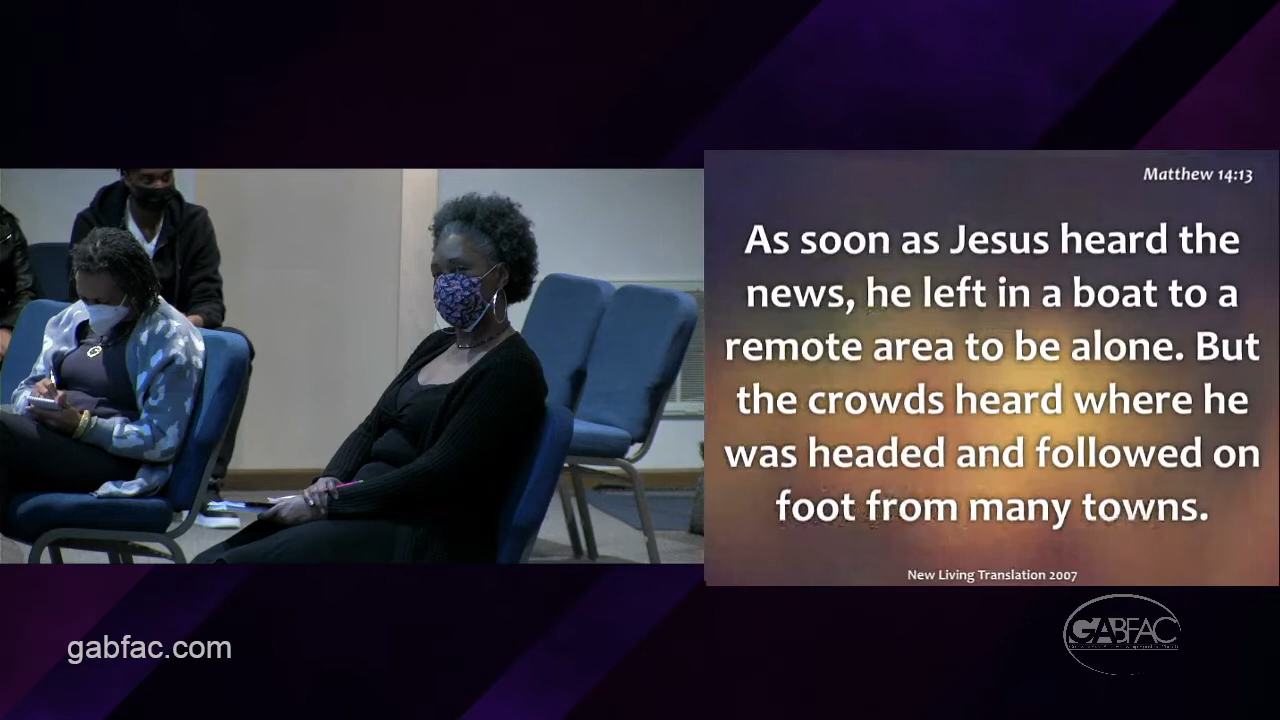 Matthew 14:13
As soon as Jesus heard the
news, he left in a boat to a
remote area to be alone. But
the crowds heard where he
was headed and followed on
foot from many towns.
New Living Translation 2007
gabfac.com
GABFAC